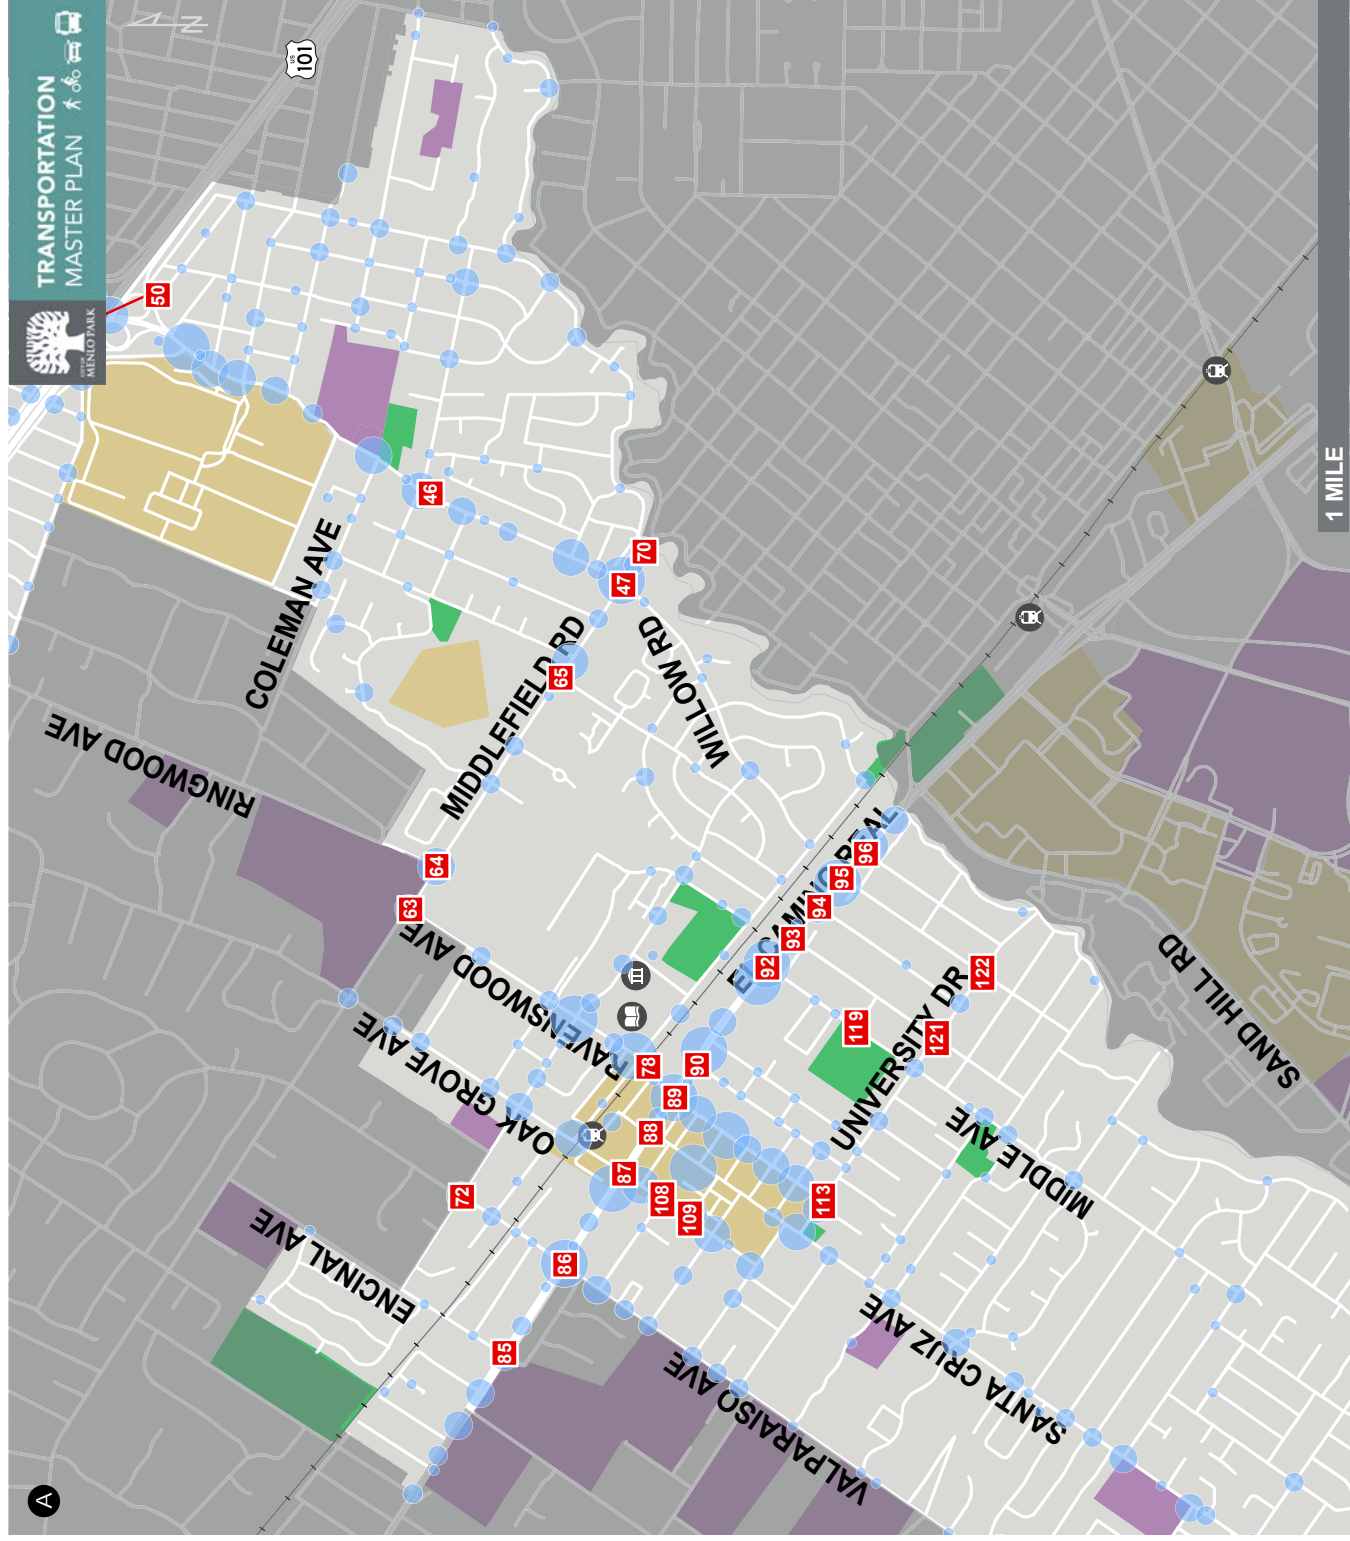 TRANSPORTATION
MASTER PLAN
CITY OF
MENLO PARK
N
US
101
50
46
COLEMAN AVE
70
47
MIDDLEFIELD RD
65
WILLOW RD
RINGWOOD AVE
64
63
RAVENSWOOD AVE
OAK GROVE AVE
EL CAMINO REAL
96
95
94
93
92
90
89
78
88
87
108
109
119
UNIVERSITY DR
122
121
MIDDLE AVE
SAND HILL RD
113
72
86
85
ENCINAL AVE
SANTA CRUZ AVE
VALPARAISO AVE
A
1 MILE